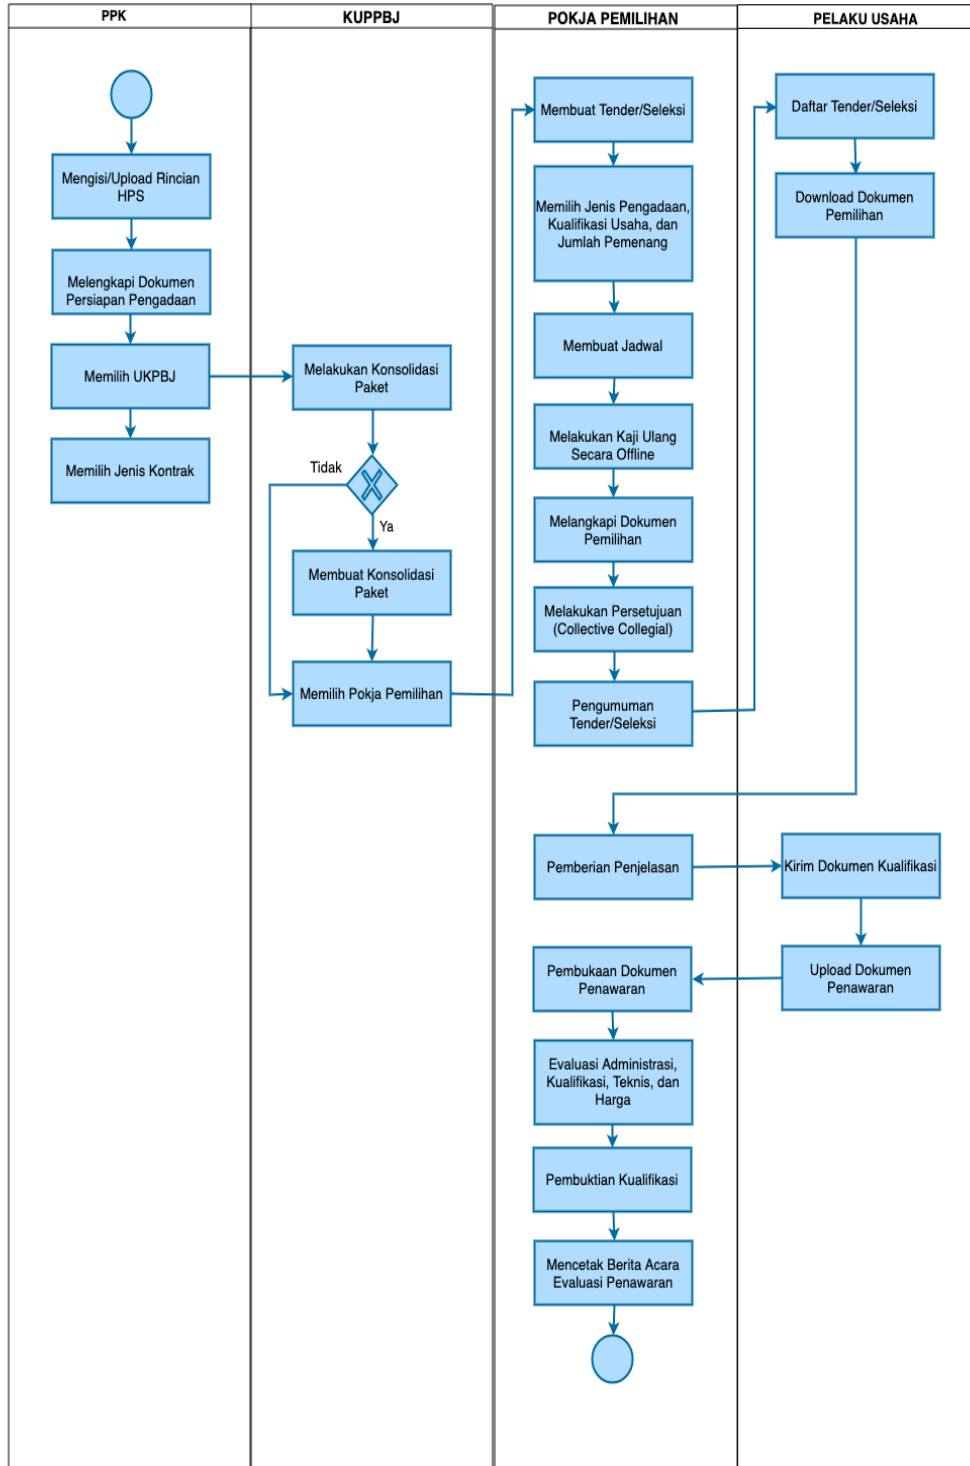 PPK
KUPPBJ
POKJA PEMILIHAN
PELAKU USAHA
Mengisi/Upload Rincian
HPS
Melengkapi Dokumen
Persiapan Pengadaan
Memilih UKPBJ
Memilih Jenis Kontrak
Melakukan Konsolidasi
Paket
Tidak
Ya
Membuat Konsolidasi
Paket
Memilih Pokja Pemilihan
Membuat Tender/Seleksi
Memilih Jenis Pengadaan,
Kualifikasi Usaha, dan
Jumlah Pemenang
Membuat Jadwal
Melakukan Kaji Ulang
Secara Offline
Melangkapi Dokumen
Pemilihan
Melakukan Persetujuan
(Collective Collegial)
Pengumuman
Tender/Seleksi
Daftar Tender/Seleksi
Download Dokumen
Pemilihan
Pemberian Penjelasan
Kirim Dokumen Kualifikasi
Upload Dokumen
Penawaran
Pembukaan Dokumen
Penawaran
Evaluasi Administrasi,
Kualifikasi, Teknis, dan
Harga
Pembuktian Kualifikasi
Mencetak Berita Acara
Evaluasi Penawaran